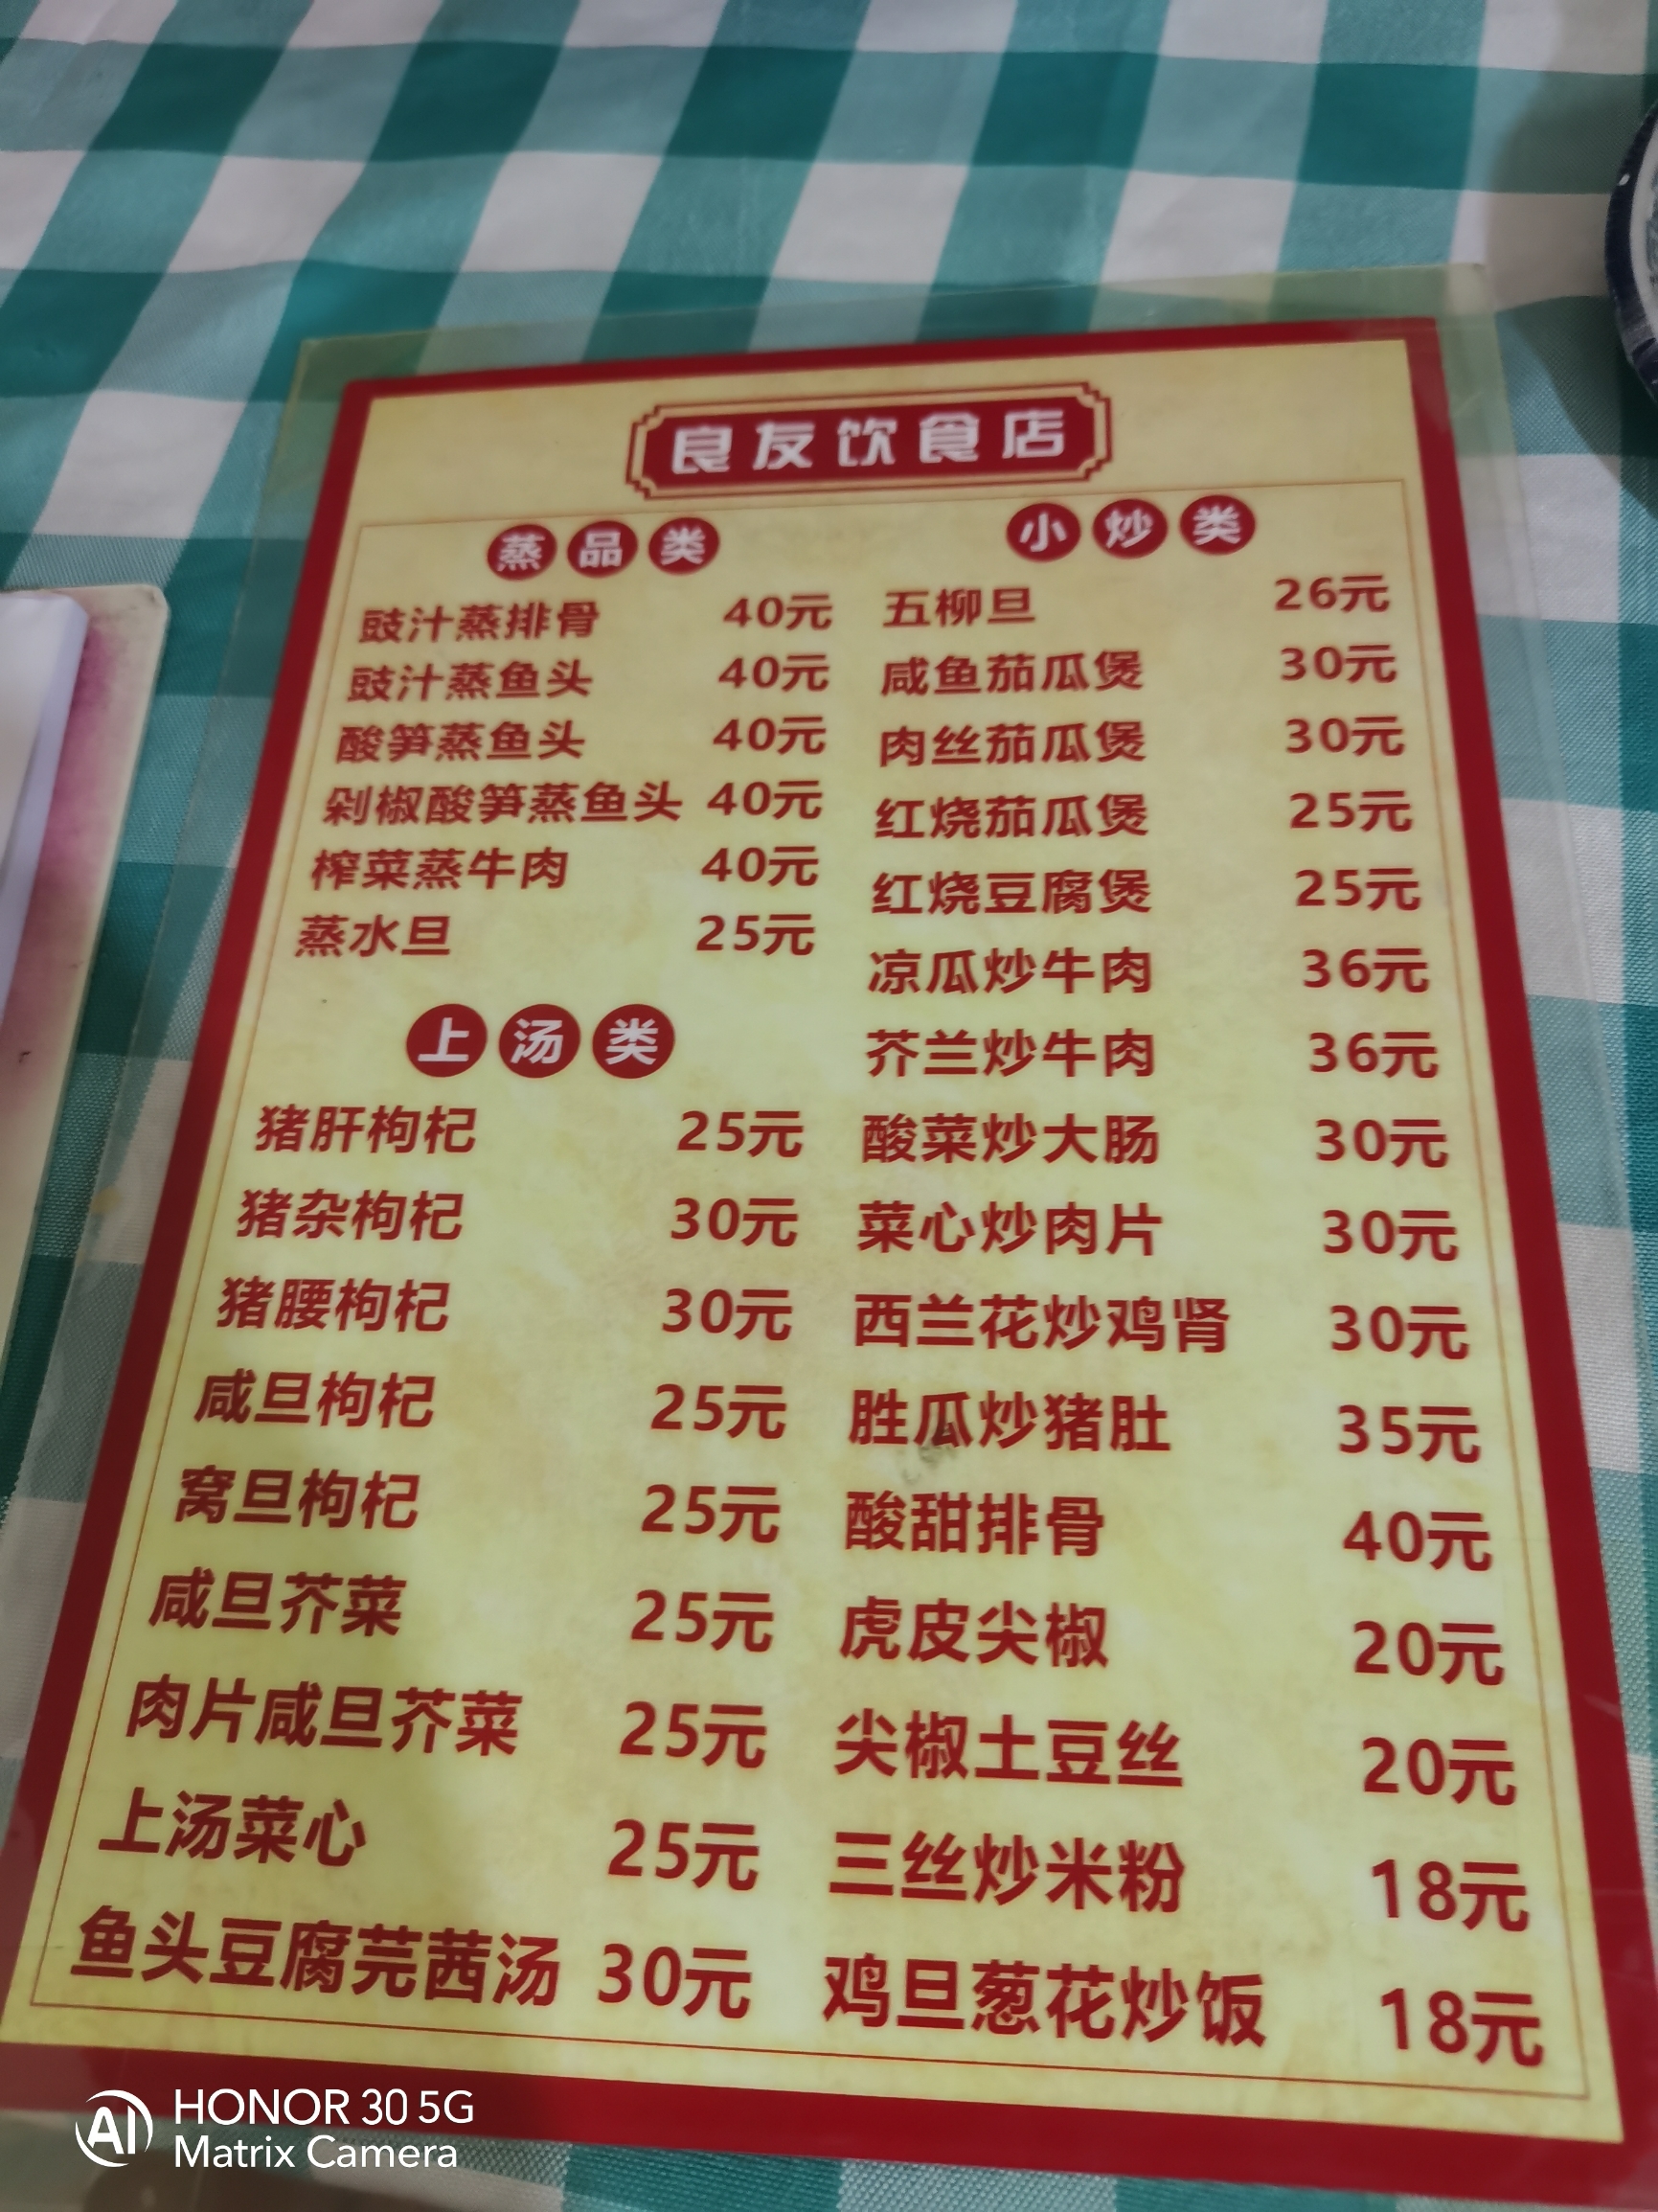 良友饮食店
蒸品类
豉汁蒸排骨 40元
豉汁蒸鱼头 40元
酸笋蒸鱼头 40元
剁椒酸笋蒸鱼头 40元
榨菜蒸牛肉 40元
蒸水旦 25元
上汤类
猪肝枸杞 25元
猪杂枸杞 30元
猪腰枸杞 30元
咸旦枸杞 25元
窝旦枸杞 25元
咸旦芥菜 25元
肉片咸旦芥菜 25元
上汤菜心 25元
鱼头豆腐芫茜汤 30元
小炒类
五柳旦 26元
咸鱼茄瓜煲 30元
肉丝茄瓜煲 30元
红烧茄瓜煲 25元
红烧豆腐煲 25元
凉瓜炒牛肉 36元
芥兰炒牛肉 36元
酸菜炒大肠 30元
菜心炒肉片 30元
西兰花炒鸡肾 30元
胜瓜炒猪肚 35元
酸甜排骨 40元
虎皮尖椒 20元
尖椒土豆丝 20元
三丝炒米粉 18元
鸡旦葱花炒饭 18元
AI HONOR 30 5G
Matrix Camera